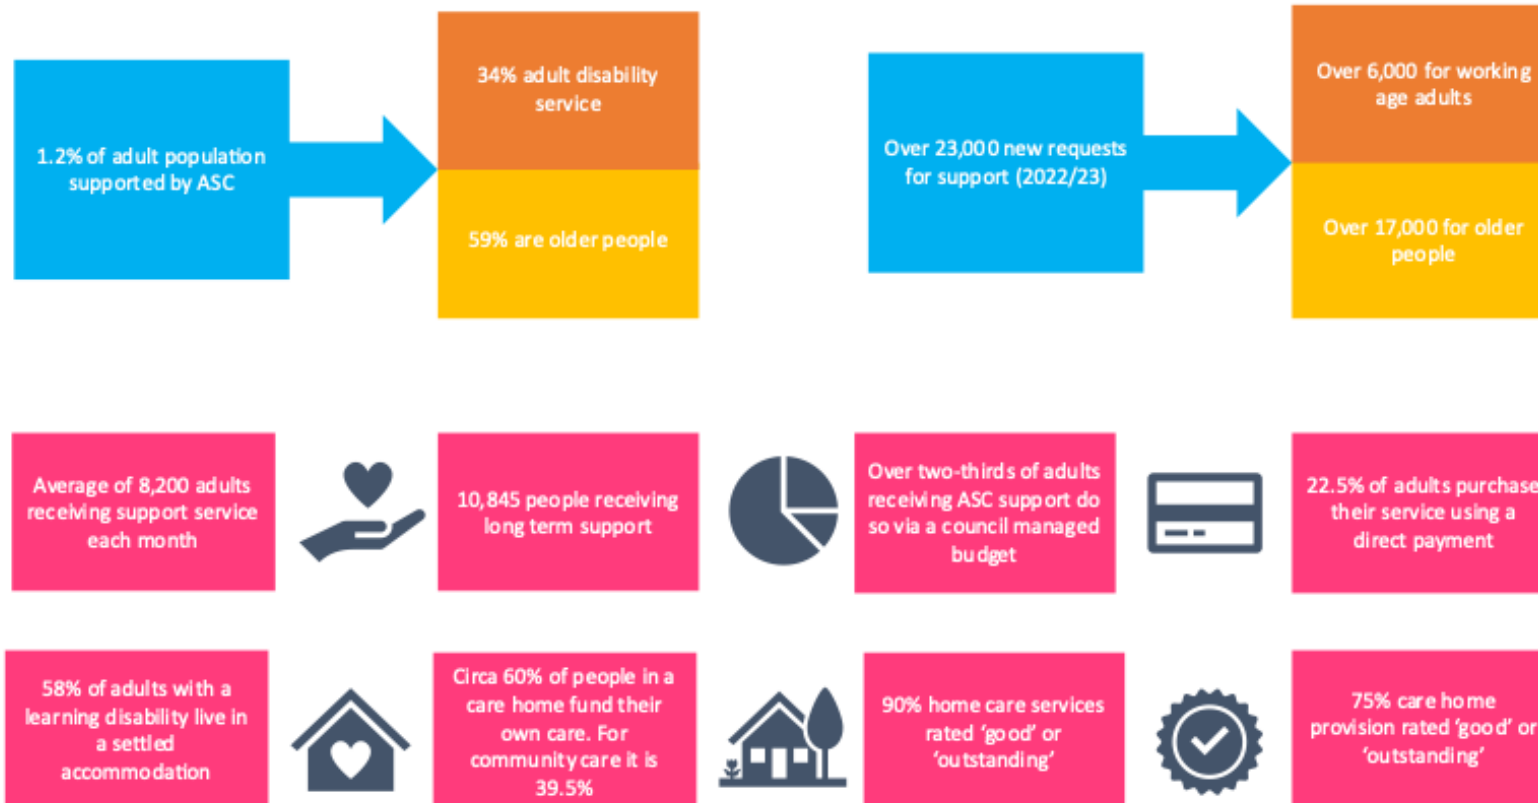 1.2% of adult population
supported by ASC
34% adult disability
service
59% are older people
Over 23,000 new requests
for support (2022/23)
Over 6,000 for working
age adults
Over 17,000 for older
people
Average of 8,200 adults
receiving support service
each month
10,845 people receiving
long term support
Over two-thirds of adults
receiving ASC support do
so via a council managed
budget
22.5% of adults purchase
their service using a
direct payment
58% of adults with a
learning disability live in
a settled
accommodation
Circa 60% of people in a
care home fund their
own care. For
community care it is
39.5%
90% home care services
rated ‘good’ or
‘outstanding’
75% care home
provision rated ‘good’ or
‘outstanding’